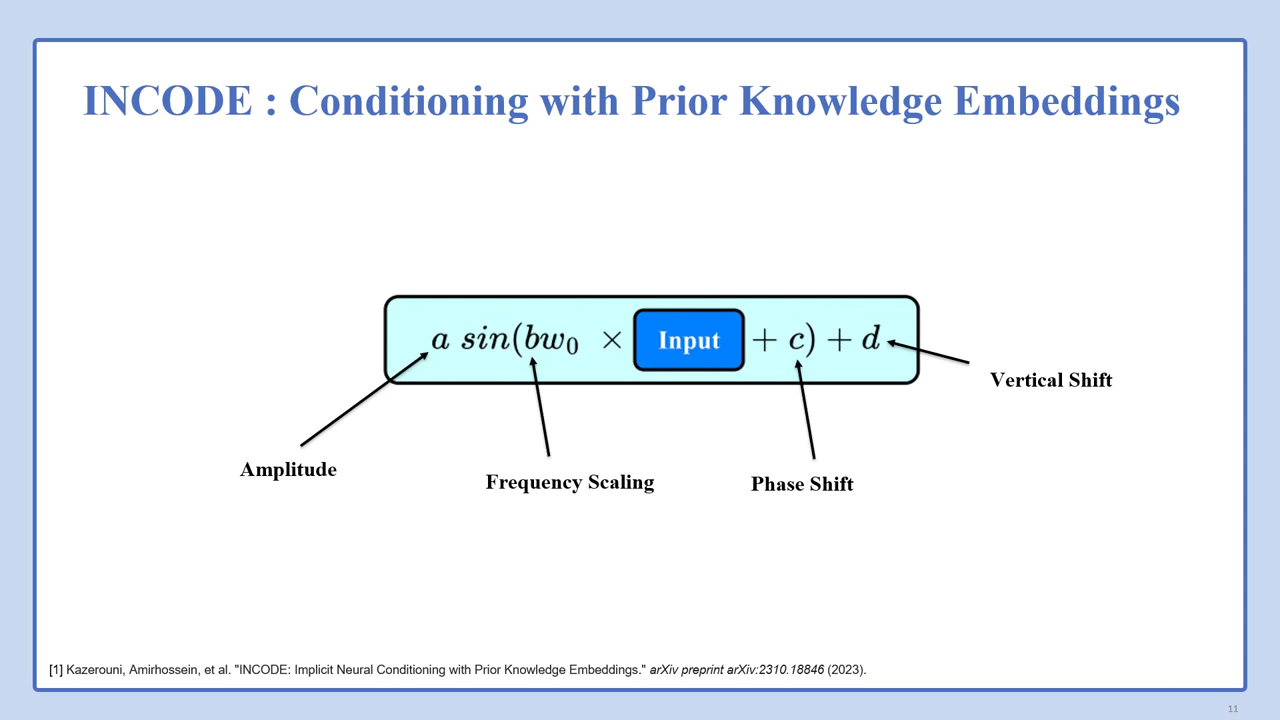 INCODE : Conditioning with Prior Knowledge Embeddings
a sin(bw₀ × Input + c) + d
Vertical Shift
Amplitude
Frequency Scaling
Phase Shift
[1] Kazerouni, Amirhossein, et al. "INCODE: Implicit Neural Conditioning with Prior Knowledge Embeddings." arXiv preprint arXiv:2310.18846 (2023).
11